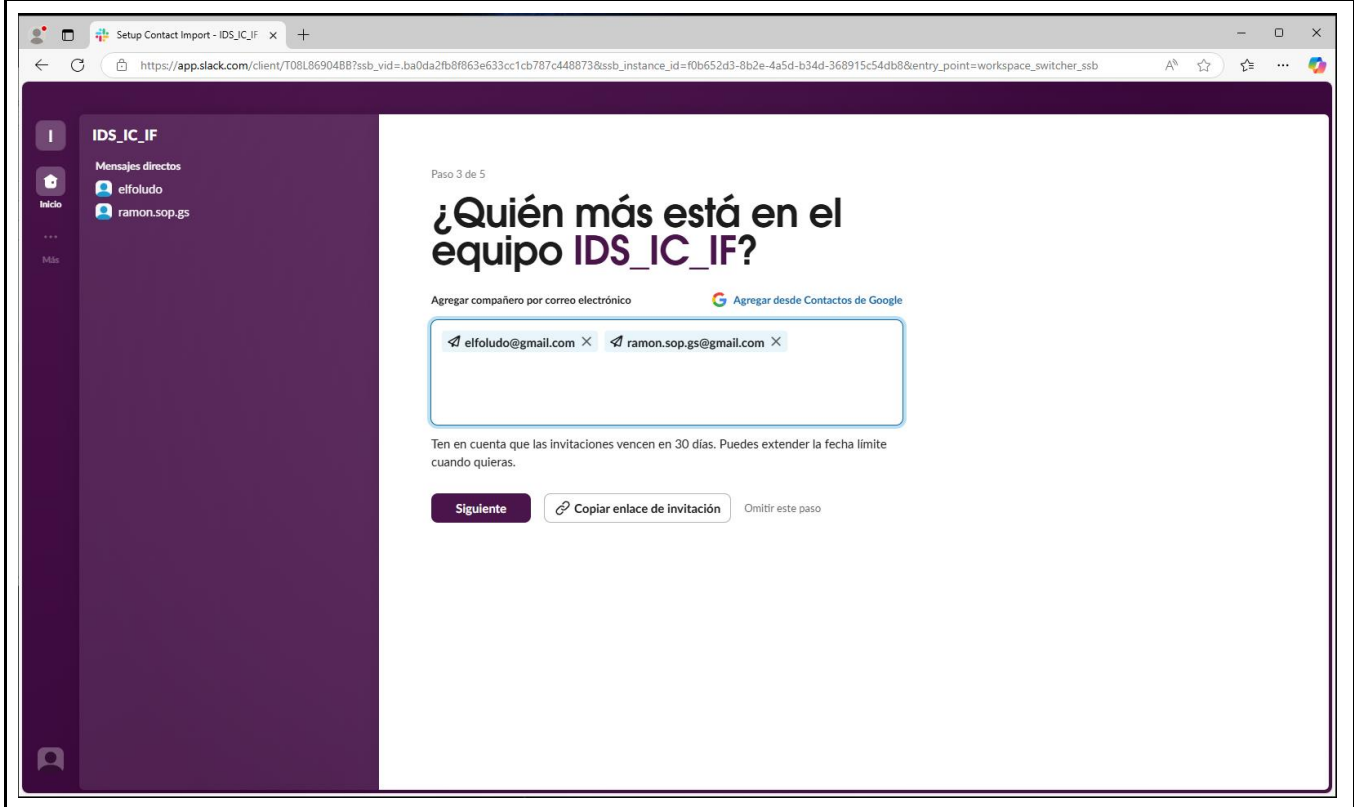 Setup Contact Import - IDS_IC_IF
https://app.slack.com/client/T08L86904BB?ssb_vid=.ba0da2fb8f863e633cc1cb787c448873&ssb_instance_id=f0b652d3-8b2e-4a5d-b34d-368915c54db8&entry_point=workspace_switcher_ssb
I
IDS_IC_IF
Mensajes directos
elfoludo
ramon.sop.gs
Inicio
Más
Paso 3 de 5
¿Quién más está en el
equipo IDS_IC_IF?
Agregar compañero por correo electrónico
Agregar desde Contactos de Google
elfoludo@gmail.com
ramon.sop.gs@gmail.com
Ten en cuenta que las invitaciones vencen en 30 días. Puedes extender la fecha límite
cuando quieras.
Siguiente
Copiar enlace de invitación
Omitir este paso